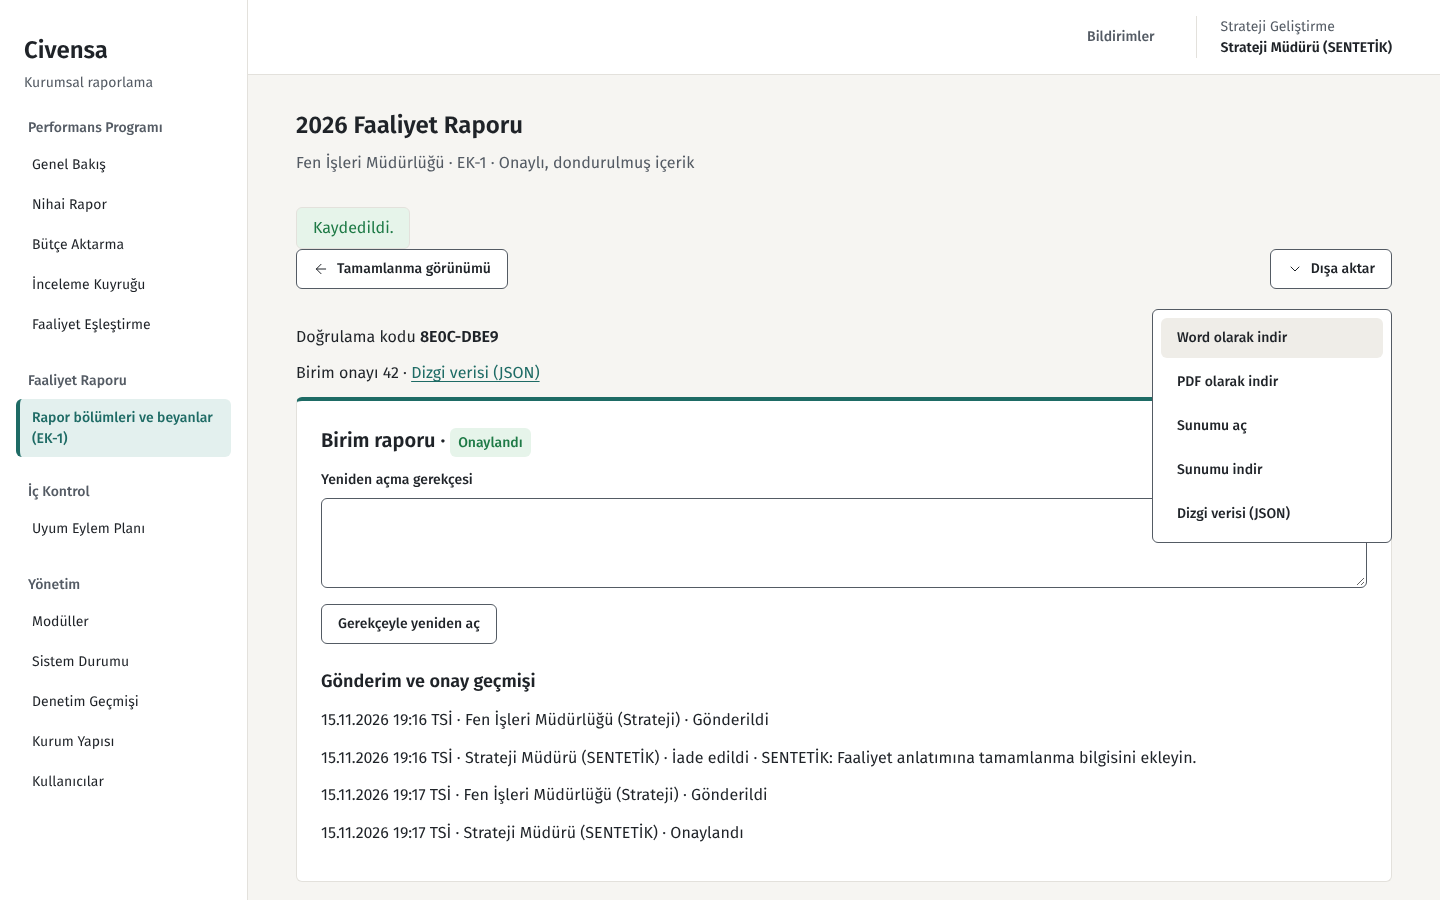 Civensa
Kurumsal raporlama
Performans Programı
Genel Bakış
Nihai Rapor
Bütçe Aktarma
İnceleme Kuyruğu
Faaliyet Eşleştirme
Faaliyet Raporu
Rapor bölümleri ve beyanlar
(EK-1)
İç Kontrol
Uyum Eylem Planı
Yönetim
Modüller
Sistem Durumu
Denetim Geçmişi
Kurum Yapısı
Kullanıcılar
Bildirimler
Strateji Geliştirme
Strateji Müdürü (SENTETİK)
2026 Faaliyet Raporu
Fen İşleri Müdürlüğü · EK-1 · Onaylı, dondurulmuş içerik
Kaydedildi.
Tamamlanma görünümü
Dışa aktar
Word olarak indir
PDF olarak indir
Sunumu aç
Sunumu indir
Dizgi verisi (JSON)
Doğrulama kodu 8E0C-DBE9
Birim onayı 42 · Dizgi verisi (JSON)
Birim raporu · Onaylandı
Yeniden açma gerekçesi
Gerekçeyle yeniden aç
Gönderim ve onay geçmişi
15.11.2026 19:16 TSİ · Fen İşleri Müdürlüğü (Strateji) · Gönderildi
15.11.2026 19:16 TSİ · Strateji Müdürü (SENTETİK) · İade edildi · SENTETİK: Faaliyet anlatımına tamamlanma bilgisini ekleyin.
15.11.2026 19:17 TSİ · Fen İşleri Müdürlüğü (Strateji) · Gönderildi
15.11.2026 19:17 TSİ · Strateji Müdürü (SENTETİK) · Onaylandı